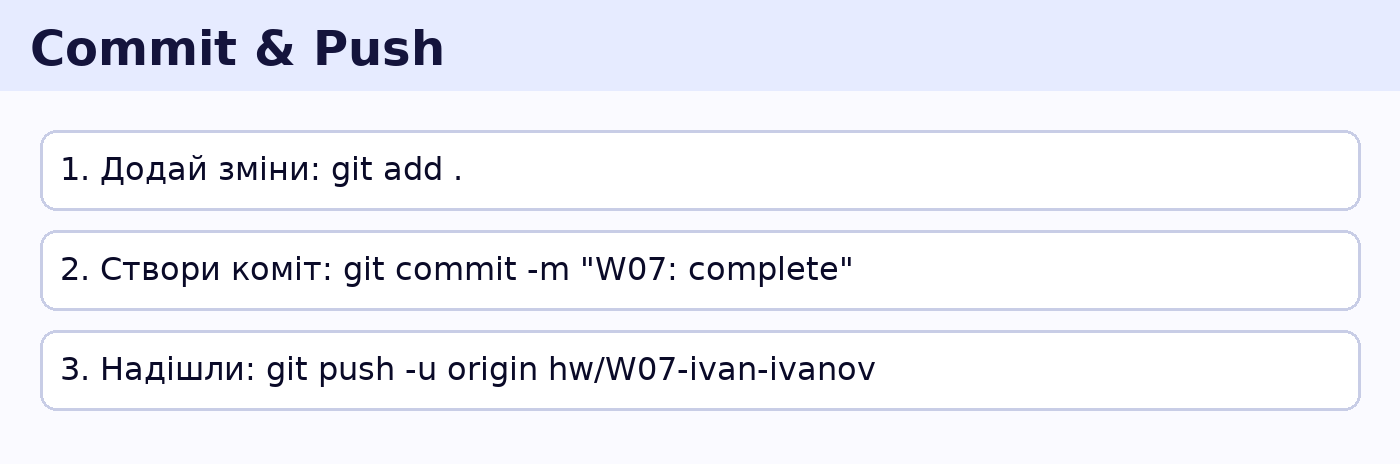 Commit & Push
1. Додай зміни: git add .
2. Створи коміт: git commit -m "W07: complete"
3. Надішли: git push -u origin hw/W07-ivan-ivanov